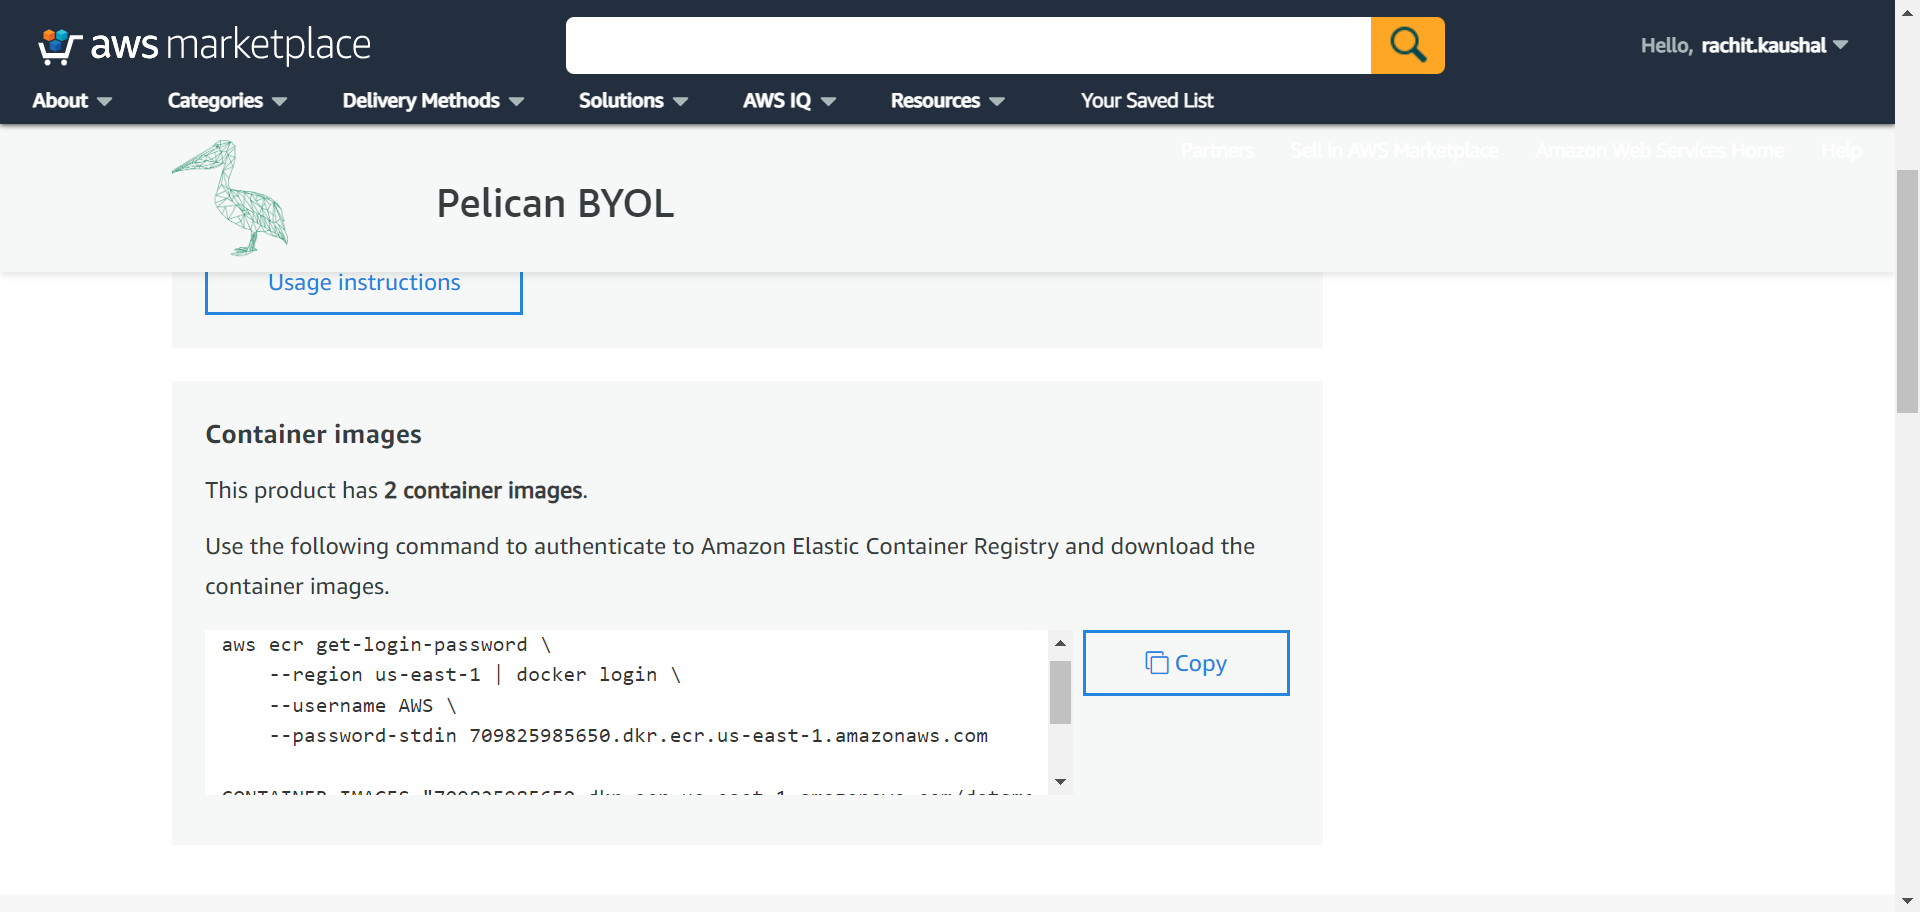 aws marketplace
Hello, rachit.kaushal
About
Categories
Delivery Methods
Solutions
AWS IQ
Resources
Your Saved List
Partners
Sell in AWS Marketplace
Amazon Web Services Home
Help
Pelican BYOL
Usage instructions
Container images
This product has 2 container images.
Use the following command to authenticate to Amazon Elastic Container Registry and download the
container images.
aws ecr get-login-password \
--region us-east-1 | docker login \
--username AWS \
--password-stdin 709825985650.dkr.ecr.us-east-1.amazonaws.com
Copy